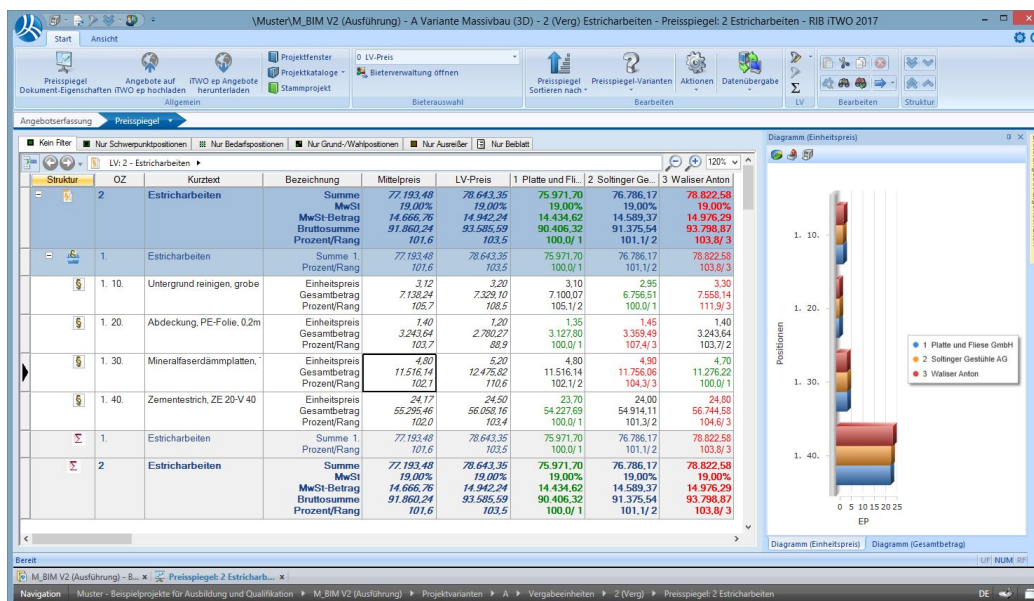 \Muster\M_BIM V2 (Ausführung) - A Variante Massivbau (3D) - 2 (Verg) Estricharbeiten - Preisspiegel: 2 Estricharbeiten - RIB iTWO 2017
Start Ansicht
Preisspiegel Dokument-Eigenschaften
Angebote auf iTWO ep hochladen
iTWO ep Angebote herunterladen
Projektfenster
Projektkataloge
Stammprojekt
Allgemein
0 LV-Preis
Bieterverwaltung öffnen
Bieterauswahl
Preisspiegel Sortieren nach
Preisspiegel-Varianten
Aktionen
Datenübergabe
Bearbeiten
LV
Bearbeiten
Struktur
Angebotserfassung Preisspiegel
Kein Filter Nur Schwerpunktpositionen Nur Bedarfspositionen Nur Grund-/Wahlpositionen Nur Ausreißer Nur Beiblatt
LV: 2 - Estricharbeiten 120%
Struktur OZ Kurztext Bezeichnung Mittelpreis LV-Preis 1 Platte und Fli... 2 Soltinger Ge... 3 Waliser Anton
2 Estricharbeiten Summe 77.193,48 78.643,35 75.971,70 76.786,17 78.822,58
MwSt 19,00% 19,00% 19,00% 19,00% 19,00%
MwSt-Betrag 14.666,76 14.942,24 14.434,62 14.589,37 14.976,29
Bruttosumme 91.860,24 93.585,59 90.406,32 91.375,54 93.798,87
Prozent/Rang 101,6 103,5 100,0/ 1 101,1/ 2 103,8/ 3
1. Estricharbeiten Summe 1. 77.193,48 78.643,35 75.971,70 76.786,17 78.822,58
Prozent/Rang 101,6 103,5 100,0/ 1 101,1/ 2 103,8/ 3
1. 10. Untergrund reinigen, grobe Einheitspreis 3,12 3,20 3,10 2,95 3,30
Gesamtbetrag 7.138,24 7.329,10 7.100,07 6.756,51 7.558,14
Prozent/Rang 105,7 108,5 105,1/ 2 100,0/ 1 111,9/ 3
1. 20. Abdeckung, PE-Folie, 0,2m Einheitspreis 1,40 1,20 1,35 1,45 1,40
Gesamtbetrag 3.243,64 2.780,27 3.127,80 3.359,49 3.243,64
Prozent/Rang 103,7 88,9 100,0/ 1 107,4/ 3 103,7/ 2
1. 30. Mineralfaserdämmplatten, Einheitspreis 4,80 5,20 4,80 4,90 4,70
Gesamtbetrag 11.516,14 12.475,82 11.516,14 11.756,06 11.276,22
Prozent/Rang 102,1 110,6 102,1/ 2 104,3/ 3 100,0/ 1
1. 40. Zementestrich, ZE 20-V 40 Einheitspreis 24,17 24,50 23,70 24,00 24,80
Gesamtbetrag 55.295,46 56.058,16 54.227,69 54.914,11 56.744,58
Prozent/Rang 102,0 103,4 100,0/ 1 101,3/ 2 104,6/ 3
1. Estricharbeiten Summe 1. 77.193,48 78.643,35 75.971,70 76.786,17 78.822,58
Prozent/Rang 101,6 103,5 100,0/ 1 101,1/ 2 103,8/ 3
2 Estricharbeiten Summe 77.193,48 78.643,35 75.971,70 76.786,17 78.822,58
MwSt 19,00% 19,00% 19,00% 19,00% 19,00%
MwSt-Betrag 14.666,76 14.942,24 14.434,62 14.589,37 14.976,29
Bruttosumme 91.860,24 93.585,59 90.406,32 91.375,54 93.798,87
Prozent/Rang 101,6 103,5 100,0/ 1 101,1/ 2 103,8/ 3
Diagramm (Einheitspreis)
Positionen
1. 10.
1. 20.
1. 30.
1. 40.
0 5 10 15 20 25
EP
1 Platte und Fliese GmbH
2 Soltinger Gestühle AG
3 Waliser Anton
Diagramm (Einheitspreis) Diagramm (Gesamtbetrag)
Bereit UF NUM RF
M_BIM V2 (Ausführung) - B... Preisspiegel: 2 Estricharb...
Navigation Muster - Beispielprojekte für Ausbildung und Qualifikation M_BIM V2 (Ausführung) Projektvarianten A Vergabeeinheiten 2 (Verg) Preisspiegel: 2 Estricharbeiten DE